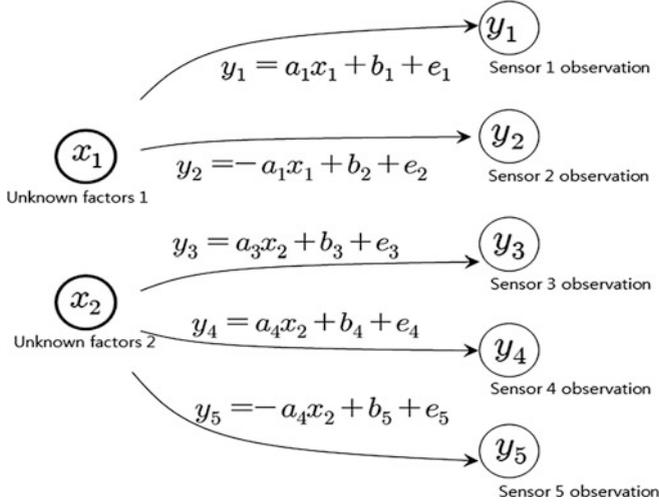 y₁
y₁ = a₁x₁ + b₁ + e₁
Sensor 1 observation
x₁
y₂
y₂ =− a₁x₁ + b₂ + e₂
Sensor 2 observation
Unknown factors 1
y₃ = a₃x₂ + b₃ + e₃
y₃
Sensor 3 observation
x₂
y₄ = a₄x₂ + b₄ + e₄
Unknown factors 2
y₄
Sensor 4 observation
y₅ =− a₄x₂ + b₅ + e₅
y₅
Sensor 5 observation